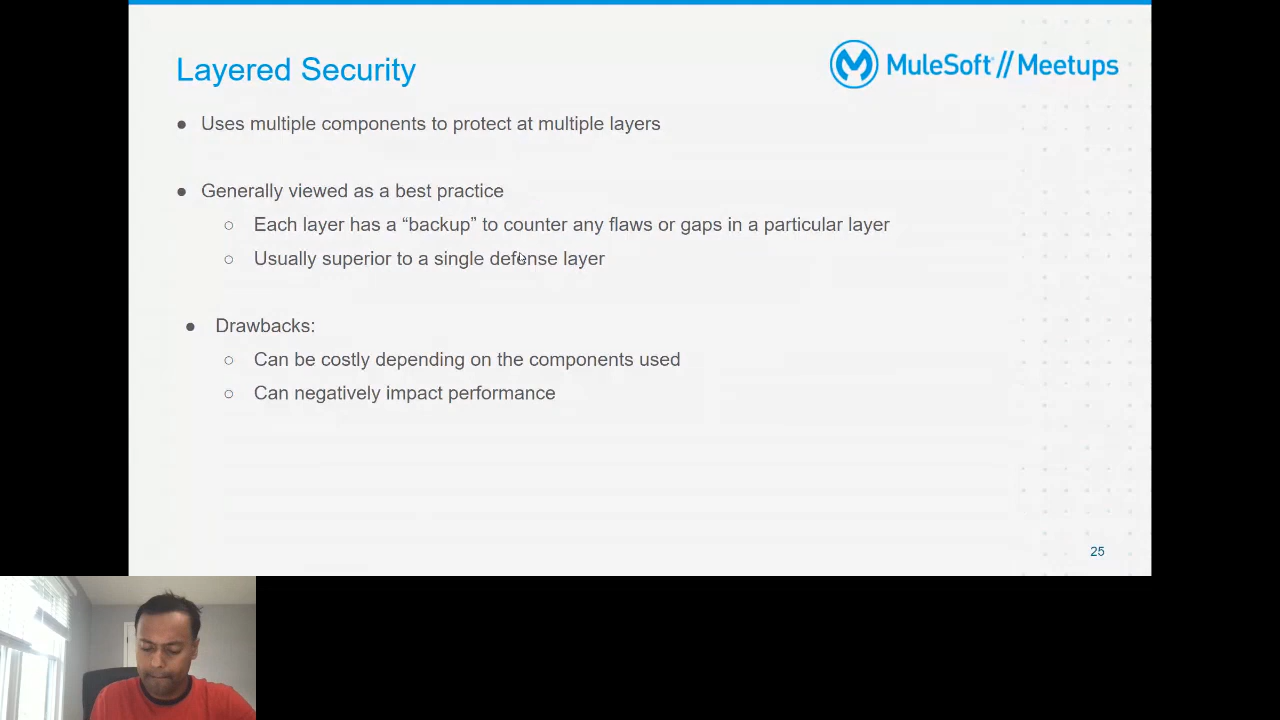 Layered Security
MuleSoft // Meetups
● Uses multiple components to protect at multiple layers
● Generally viewed as a best practice
○ Each layer has a “backup” to counter any flaws or gaps in a particular layer
○ Usually superior to a single defense layer
● Drawbacks:
○ Can be costly depending on the components used
○ Can negatively impact performance
25